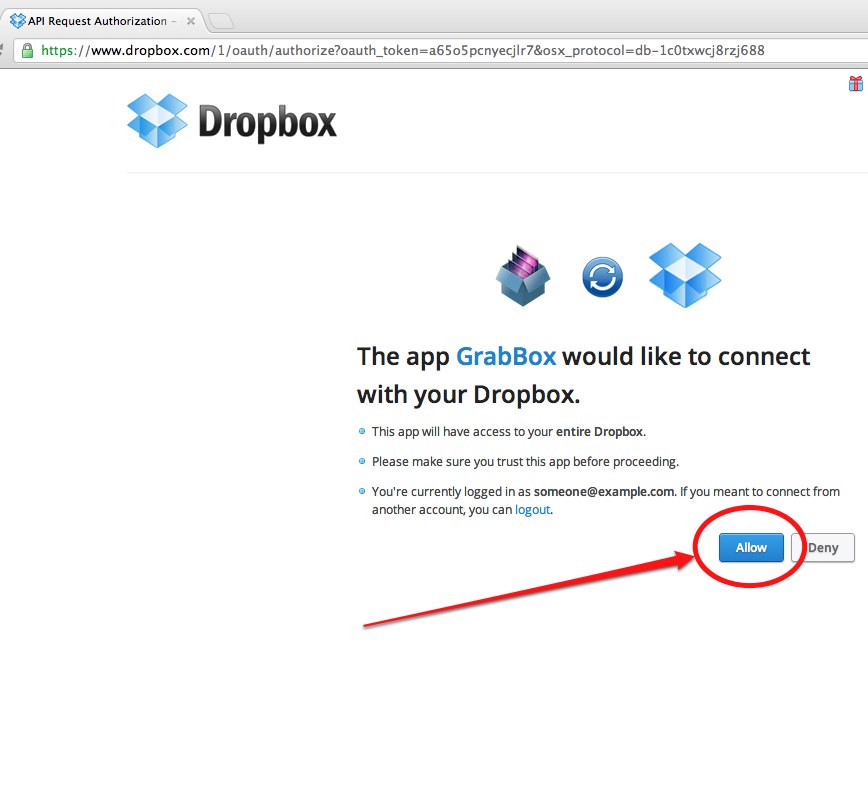 API Request Authorization –
https://www.dropbox.com/1/oauth/authorize?oauth_token=a65o5pcnyecjlr7&osx_protocol=db-1c0txwcj8rzj688
Dropbox
The app GrabBox would like to connect
with your Dropbox.
This app will have access to your entire Dropbox.
Please make sure you trust this app before proceeding.
You're currently logged in as someone@example.com. If you meant to connect from
another account, you can logout.
Allow Deny